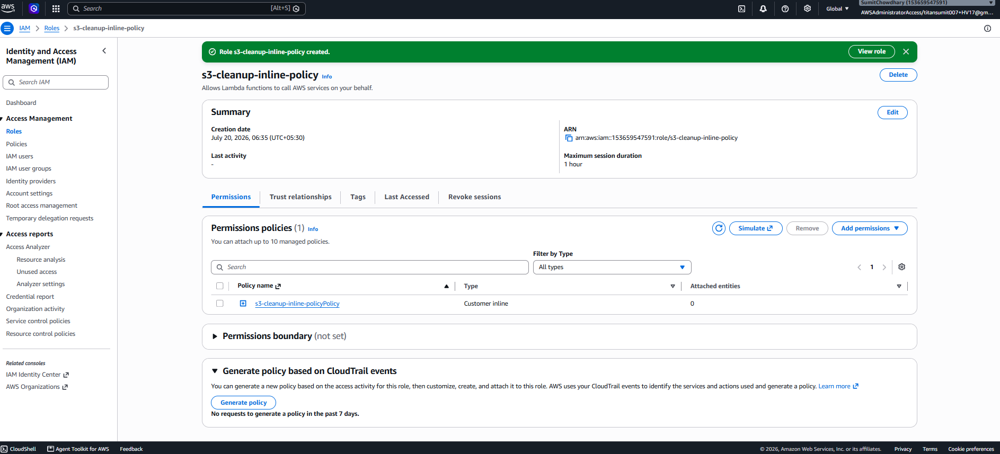 aws
Search
[Alt+S]
Global
SumitChowdhary (153659547591)
AWSAdministratorAccess/titansumit007+HV17@gm...
IAM
Roles
s3-cleanup-inline-policy
Identity and Access
Management (IAM)
Search IAM
Dashboard
Access Management
Roles
Policies
IAM users
IAM user groups
Identity providers
Account settings
Root access management
Temporary delegation requests
Access reports
Access Analyzer
Resource analysis
Unused access
Analyzer settings
Credential report
Organization activity
Service control policies
Resource control policies
Related consoles
IAM Identity Center
AWS Organizations
Role s3-cleanup-inline-policy created.
View role
s3-cleanup-inline-policy Info
Delete
Allows Lambda functions to call AWS services on your behalf.
Summary
Edit
Creation date
July 20, 2026, 06:35 (UTC+05:30)
ARN
arn:aws:iam::153659547591:role/s3-cleanup-inline-policy
Last activity
-
Maximum session duration
1 hour
Permissions
Trust relationships
Tags
Last Accessed
Revoke sessions
Permissions policies (1) Info
Simulate
Remove
Add permissions
You can attach up to 10 managed policies.
Filter by Type
Search
All types
1
Policy name
Type
Attached entities
s3-cleanup-inline-policyPolicy
Customer inline
0
Permissions boundary (not set)
Generate policy based on CloudTrail events
You can generate a new policy based on the access activity for this role, then customize, create, and attach it to this role. AWS uses your CloudTrail events to identify the services and actions used and generate a policy. Learn more
Generate policy
No requests to generate a policy in the past 7 days.
CloudShell
Agent Toolkit for AWS
Feedback
© 2026, Amazon Web Services, Inc. or its affiliates.
Privacy
Terms
Cookie preferences